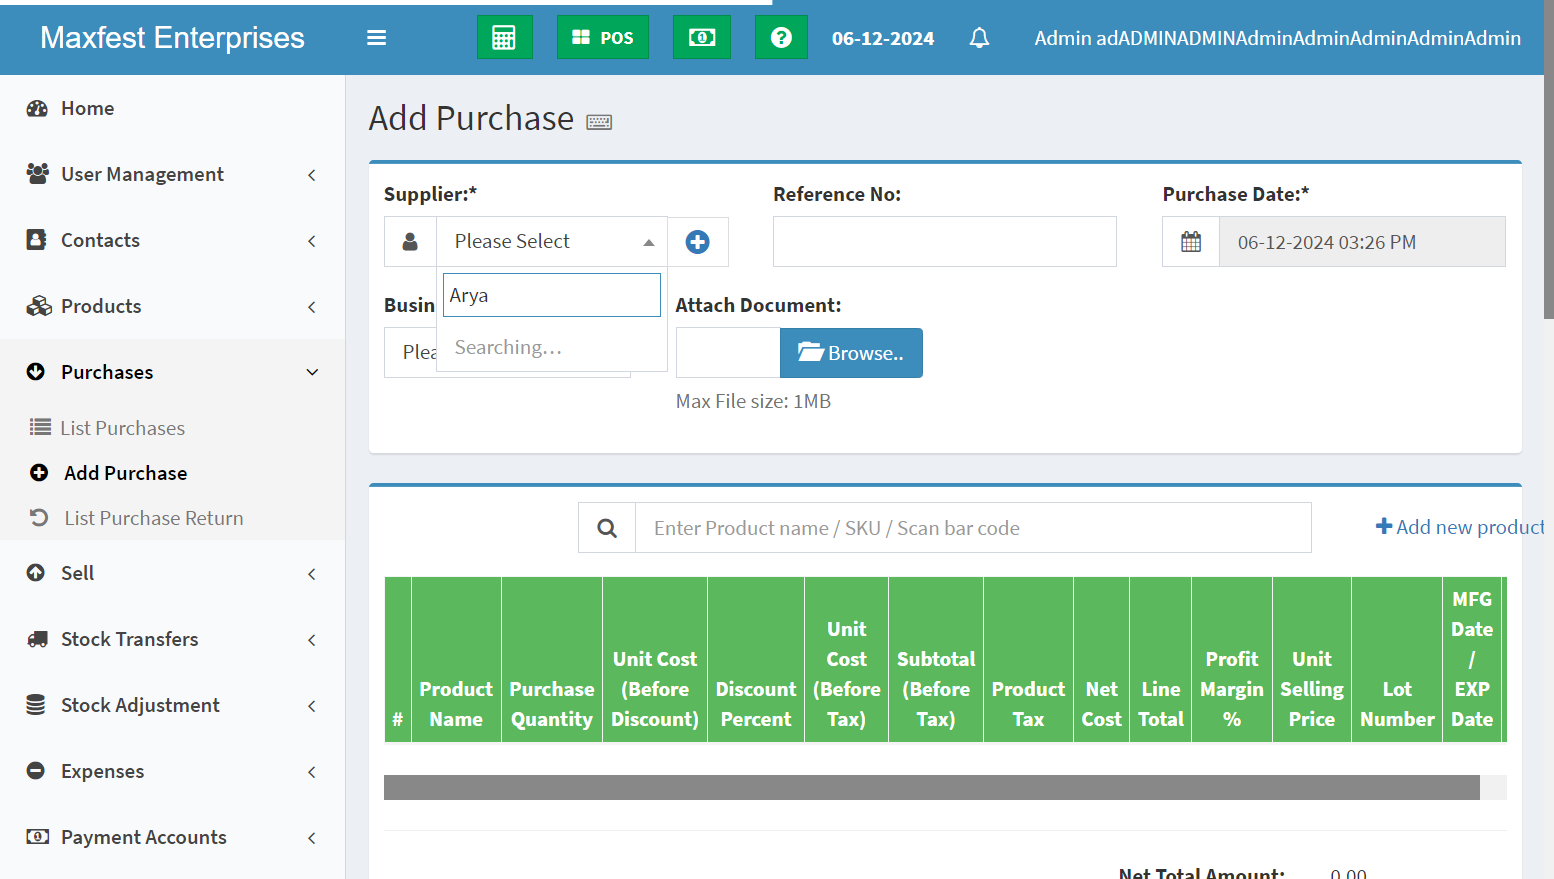 Maxfest Enterprises
POS
06-12-2024
Admin adADMINADMINAdminAdminAdminAdminAdmin
Home
User Management
Contacts
Products
Purchases
List Purchases
Add Purchase
List Purchase Return
Sell
Stock Transfers
Stock Adjustment
Expenses
Payment Accounts
Add Purchase
Supplier:*
Reference No:
Purchase Date:*
Please Select
06-12-2024 03:26 PM
Arya
Searching…
Busin
Attach Document:
Plea
Browse..
Max File size: 1MB
Enter Product name / SKU / Scan bar code
Add new product
#
Product
Name
Purchase
Quantity
Unit Cost
(Before
Discount)
Discount
Percent
Unit
Cost
(Before
Tax)
Subtotal
(Before
Tax)
Product
Tax
Net
Cost
Line
Total
Profit
Margin
%
Unit
Selling
Price
Lot
Number
MFG
Date
/
EXP
Date
Net Total Amount: 0.00